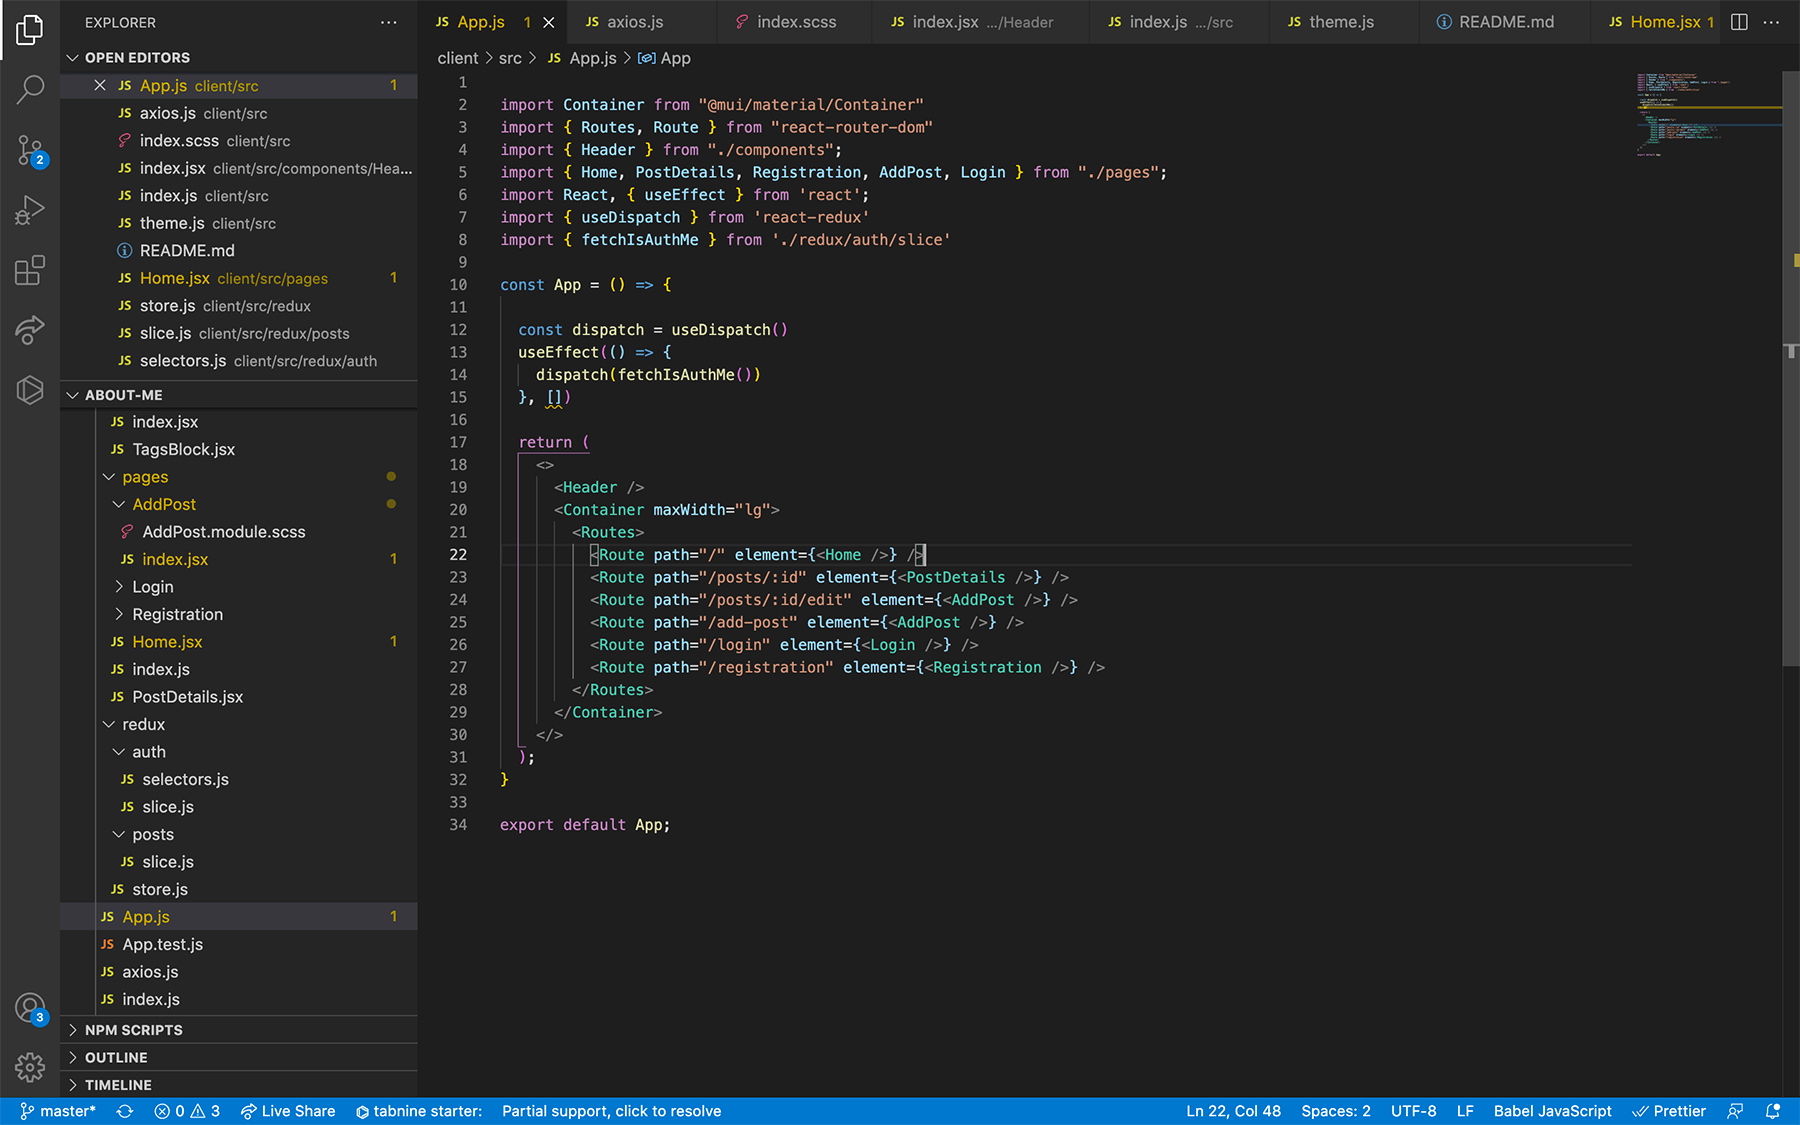 EXPLORER
OPEN EDITORS
JS App.js client/src 1
JS axios.js client/src
index.scss client/src
JS index.jsx client/src/components/Hea...
JS index.js client/src
JS theme.js client/src
README.md
JS Home.jsx client/src/pages 1
JS store.js client/src/redux
JS slice.js client/src/redux/posts
JS selectors.js client/src/redux/auth
ABOUT-ME
JS index.jsx
JS TagsBlock.jsx
pages
AddPost
AddPost.module.scss
JS index.jsx 1
Login
Registration
JS Home.jsx 1
JS index.js
JS PostDetails.jsx
redux
auth
JS selectors.js
JS slice.js
posts
JS slice.js
JS store.js
JS App.js 1
JS App.test.js
JS axios.js
JS index.js
NPM SCRIPTS
OUTLINE
TIMELINE
2
3
JS App.js 1 JS axios.js index.scss JS index.jsx .../Header JS index.js .../src JS theme.js README.md JS Home.jsx 1
client > src > JS App.js > App
1
2 import Container from "@mui/material/Container"
3 import { Routes, Route } from "react-router-dom"
4 import { Header } from "./components";
5 import { Home, PostDetails, Registration, AddPost, Login } from "./pages";
6 import React, { useEffect } from 'react';
7 import { useDispatch } from 'react-redux'
8 import { fetchIsAuthMe } from './redux/auth/slice'
9
10 const App = () => {
11
12 const dispatch = useDispatch()
13 useEffect(() => {
14 dispatch(fetchIsAuthMe())
15 }, [])
16
17 return (
18 <>
19 <Header />
20 <Container maxWidth="lg">
21 <Routes>
22 <Route path="/" element={<Home />} />
23 <Route path="/posts/:id" element={<PostDetails />} />
24 <Route path="/posts/:id/edit" element={<AddPost />} />
25 <Route path="/add-post" element={<AddPost />} />
26 <Route path="/login" element={<Login />} />
27 <Route path="/registration" element={<Registration />} />
28 </Routes>
29 </Container>
30 </>
31 );
32 }
33
34 export default App;
master* 0 3 Live Share tabnine starter: Partial support, click to resolve Ln 22, Col 48 Spaces: 2 UTF-8 LF Babel JavaScript Prettier